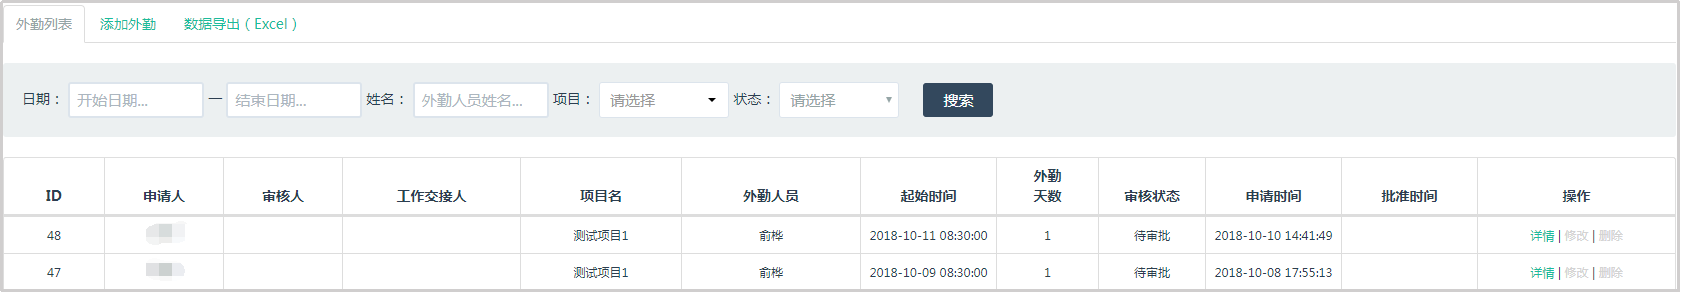 外勤列表 添加外勤 数据导出（Excel）
日期： 开始日期... — 结束日期... 姓名： 外勤人员姓名... 项目： 请选择 状态： 请选择 搜索
ID 申请人 审核人 工作交接人 项目名 外勤人员 起始时间 外勤天数 审核状态 申请时间 批准时间 操作
48 测试项目1 俞桦 2018-10-11 08:30:00 1 待审批 2018-10-10 14:41:49 详情 | 修改 | 删除
47 测试项目1 俞桦 2018-10-09 08:30:00 1 待审批 2018-10-08 17:55:13 详情 | 修改 | 删除